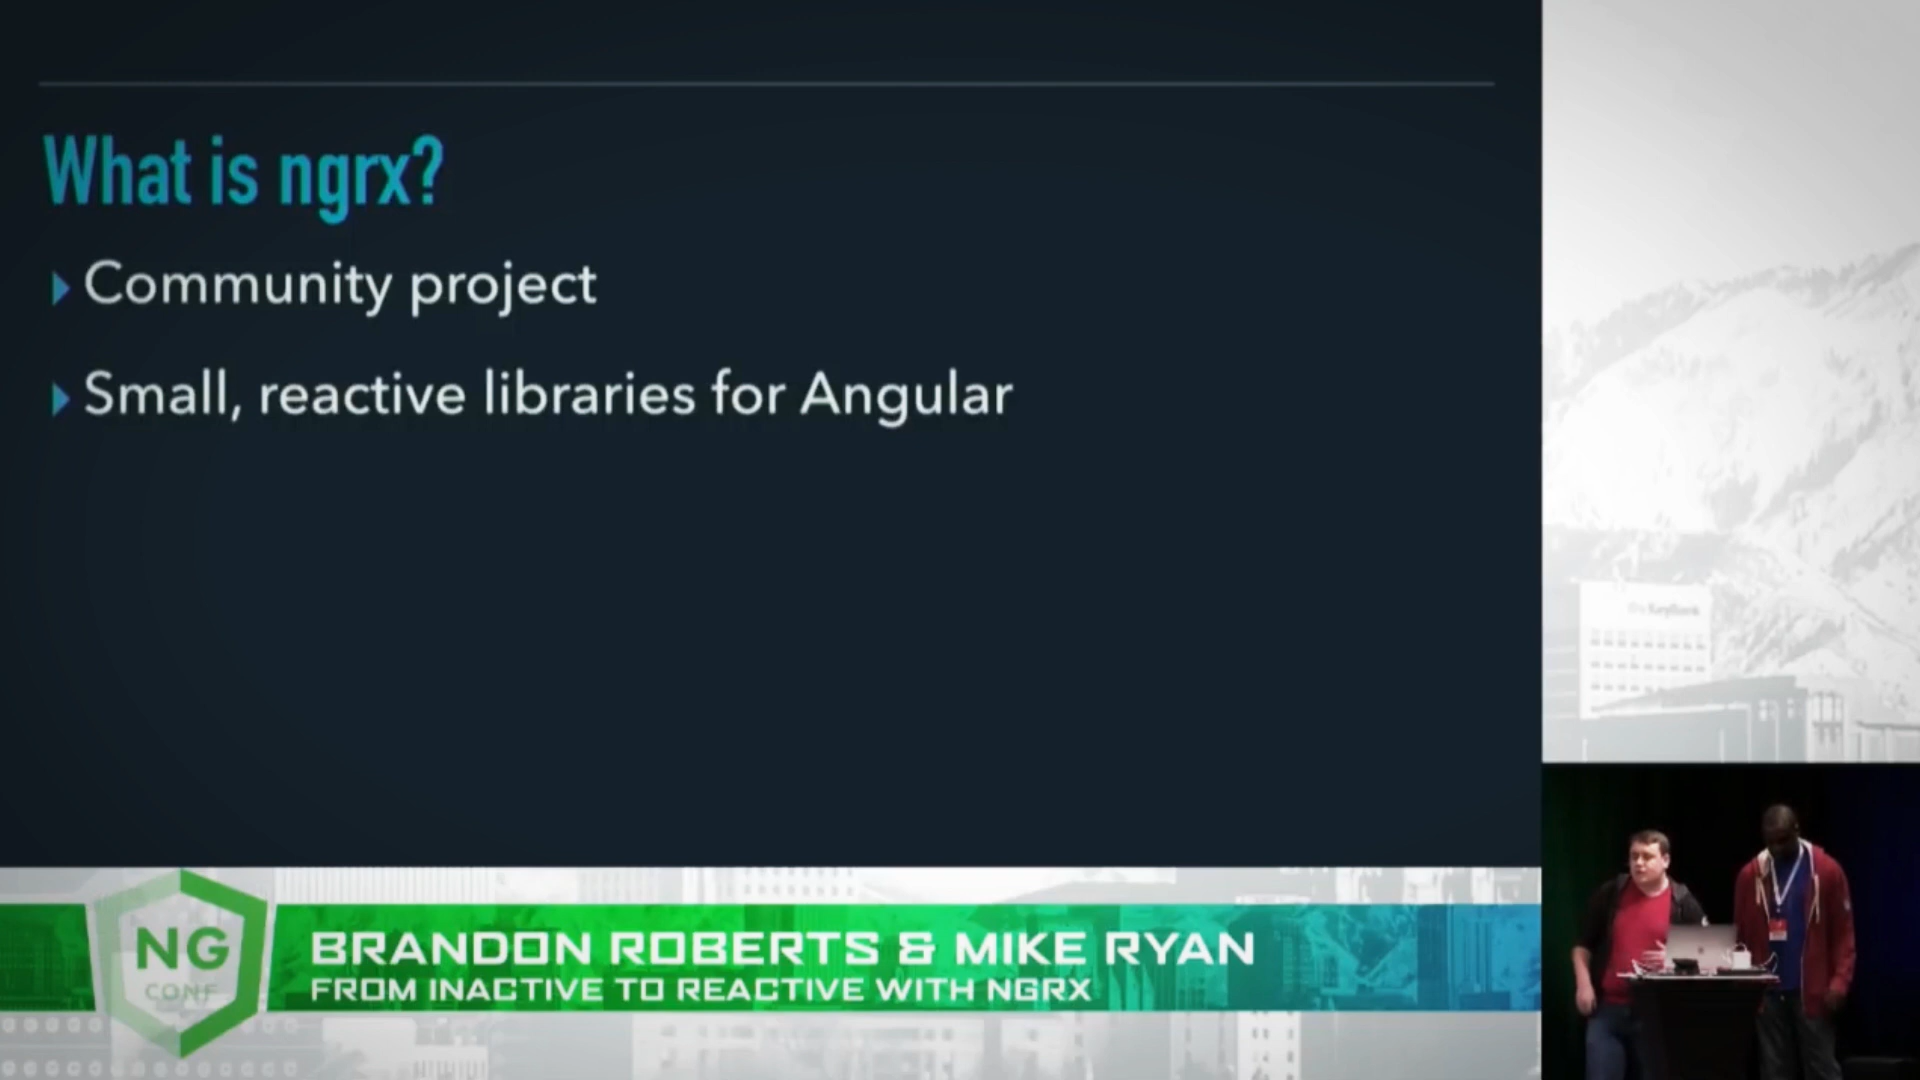 What is ngrx?
Community project
Small, reactive libraries for Angular
KeyBank
NG
CONF
BRANDON ROBERTS & MIKE RYAN
FROM INACTIVE TO REACTIVE WITH NGRX